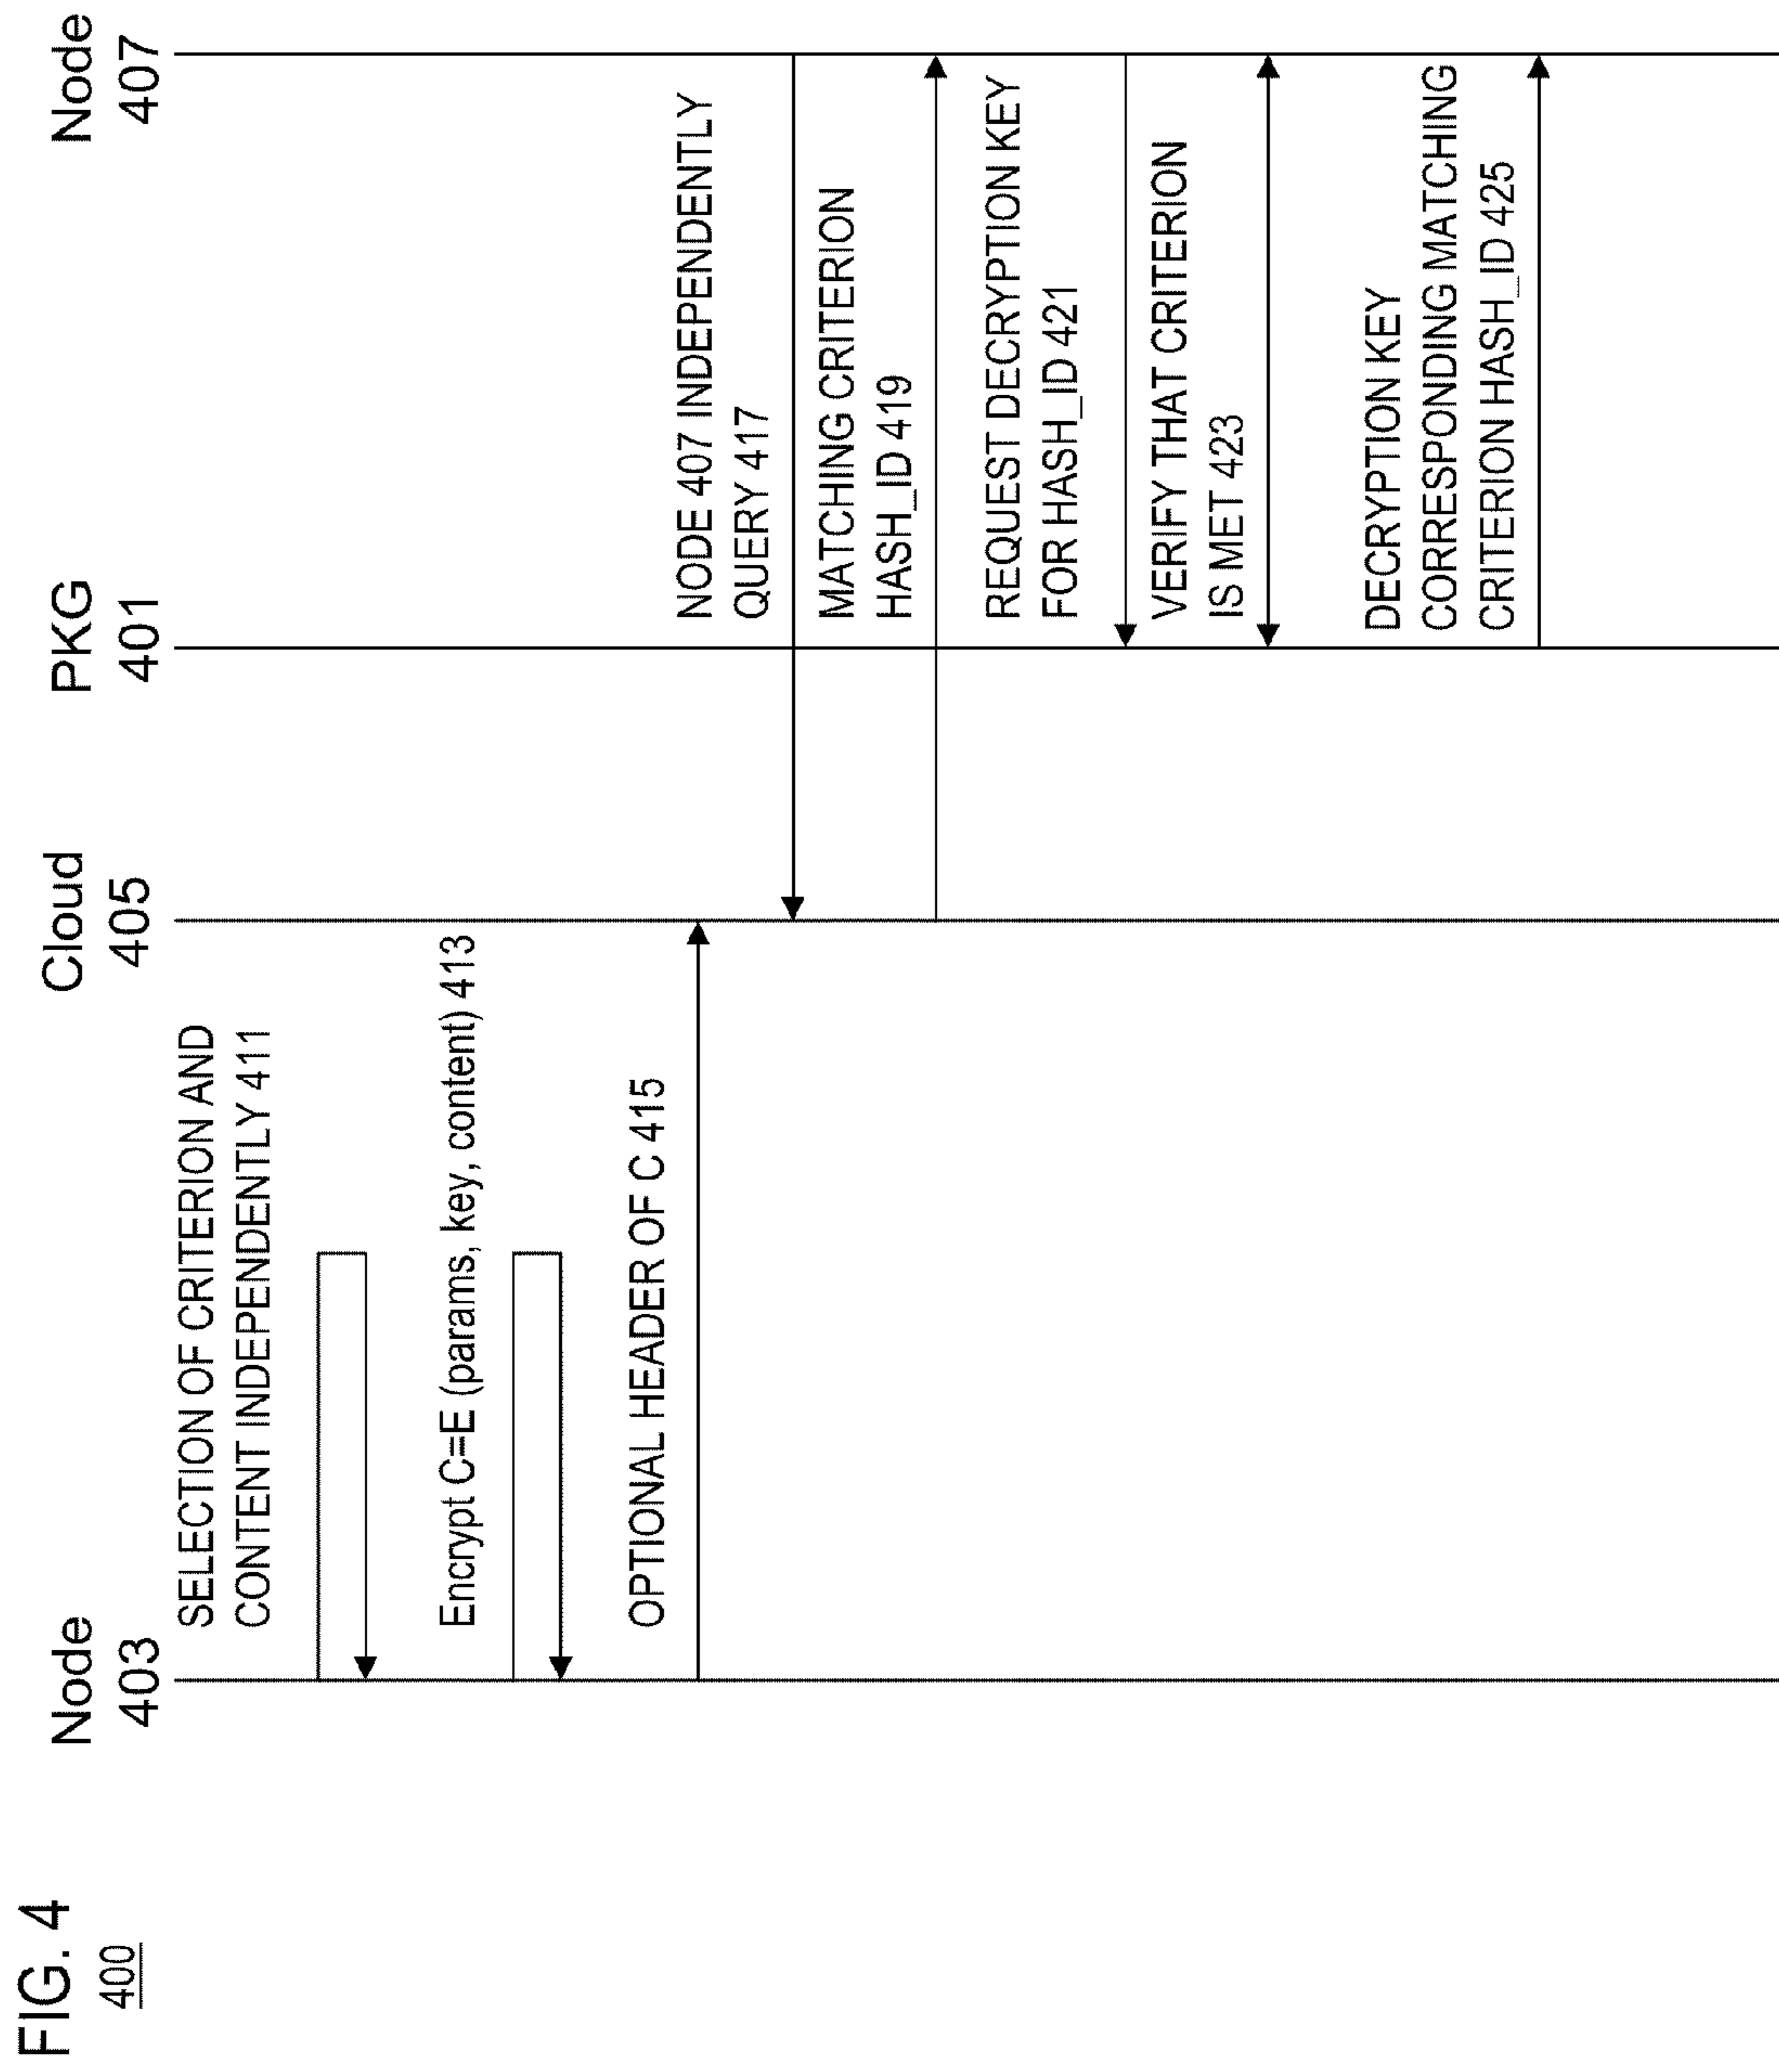 FIG. 4
400
Node
403
Cloud
405
PKG
401
Node
407
SELECTION OF CRITERION AND
CONTENT INDEPENDENTLY 411
Encrypt C=E (params, key, content) 413
OPTIONAL HEADER OF C 415
NODE 407 INDEPENDENTLY
QUERY 417
MATCHING CRITERION
HASH_ID 419
REQUEST DECRYPTION KEY
FOR HASH_ID 421
VERIFY THAT CRITERION
IS MET 423
DECRYPTION KEY
CORRESPONDING MATCHING
CRITERION HASH_ID 425